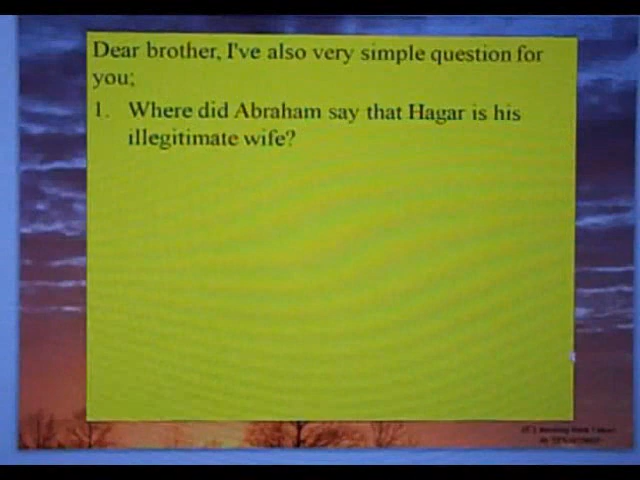 Dear brother, I've also very simple question for
you;
1. Where did Abraham say that Hagar is his
illegitimate wife?